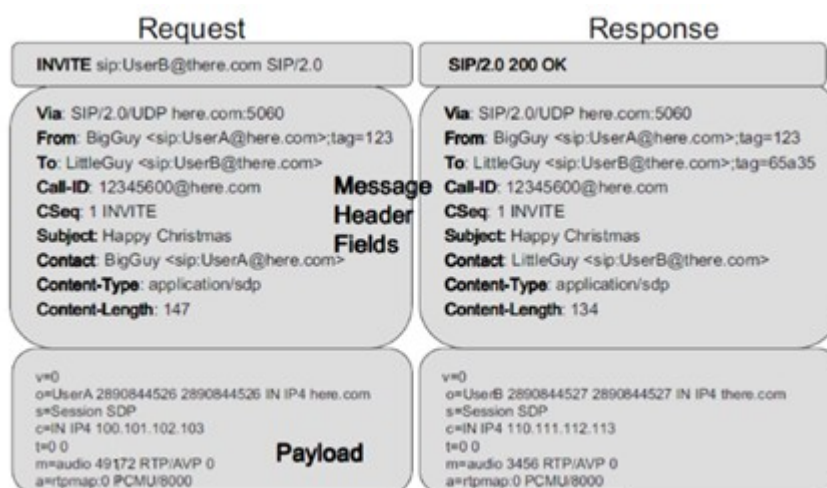 Request
INVITE sip:UserB@there.com SIP/2.0
Via: SIP/2.0/UDP here.com:5060
From: BigGuy <sip:UserA@here.com>;tag=123
To: LittleGuy <sip:UserB@there.com>
Call-ID: 12345600@here.com
CSeq: 1 INVITE
Subject: Happy Christmas
Contact: BigGuy <sip:UserA@here.com>
Content-Type: application/sdp
Content-Length: 147
v=0
o=UserA 2890844526 2890844526 IN IP4 here.com
s=Session SDP
c=IN IP4 100.101.102.103
t=0 0
m=audio 49172 RTP/AVP 0
a=rtpmap:0 PCMU/8000
Message
Header
Fields
Payload
Response
SIP/2.0 200 OK
Via: SIP/2.0/UDP here.com:5060
From: BigGuy <sip:UserA@here.com>;tag=123
To: LittleGuy <sip:UserB@there.com>;tag=65a35
Call-ID: 12345600@here.com
CSeq: 1 INVITE
Subject: Happy Christmas
Contact: LittleGuy <sip:UserB@there.com>
Content-Type: application/sdp
Content-Length: 134
v=0
o=UserB 2890844527 2890844527 IN IP4 there.com
s=Session SDP
c=IN IP4 110.111.112.113
t=0 0
m=audio 3456 RTP/AVP 0
a=rtpmap:0 PCMU/8000